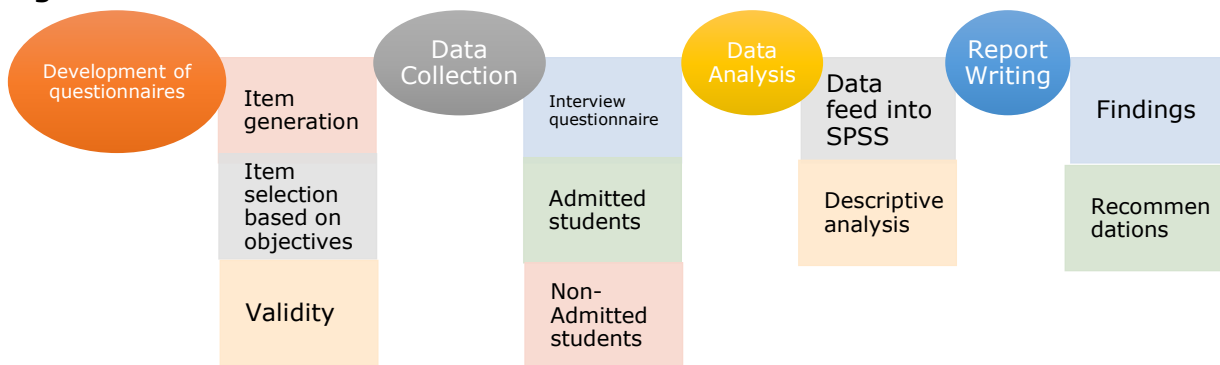 Development of
questionnaires
Item
generation
Item
selection
based on
objectives
Validity
Data
Collection
Interview
questionnaire
Admitted
students
Non-
Admitted
students
Data
Analysis
Data
feed into
SPSS
Descriptive
analysis
Report
Writing
Findings
Recommen
dations